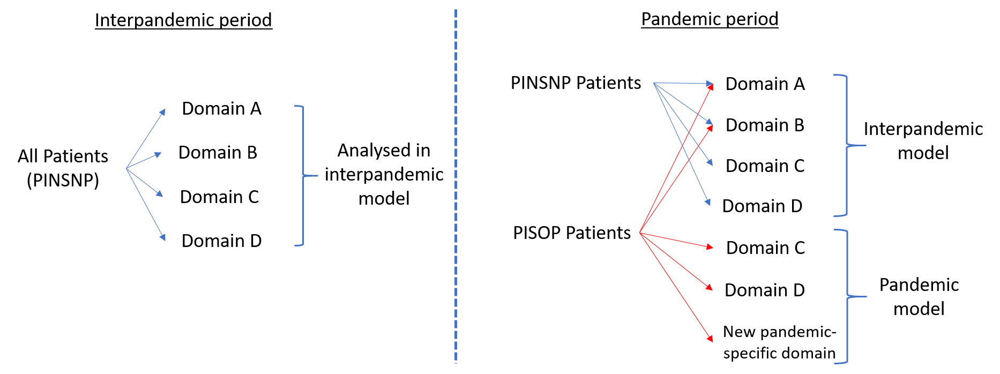 Interpandemic period
All Patients
(PINSNP)
Domain A
Domain B
Domain C
Domain D
Analysed in
interpandemic
model
Pandemic period
PINSNP Patients
PISOP Patients
Domain A
Domain B
Domain C
Domain D
Interpandemic
model
Domain C
Domain D
New pandemic-
specific domain
Pandemic
model